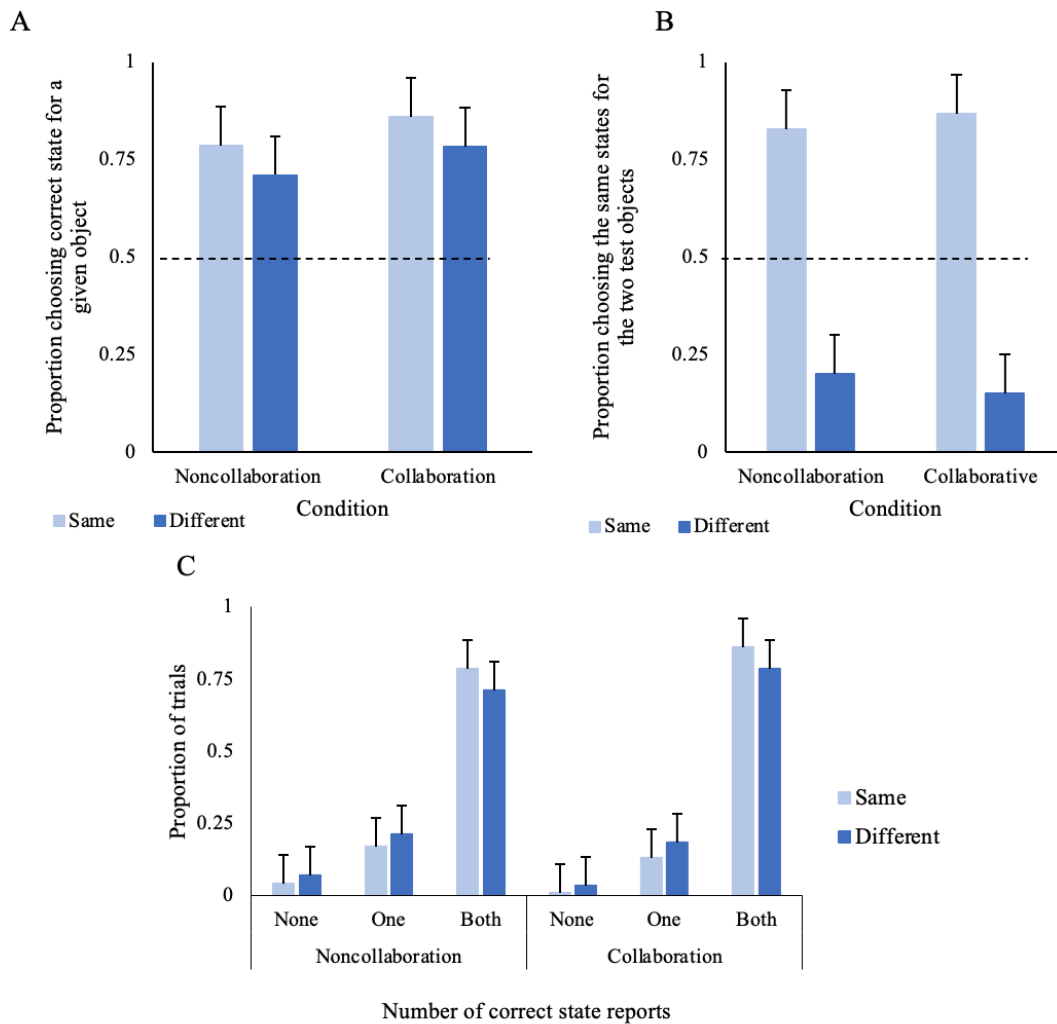 A
Proportion choosing correct state for a
given object
1
0.75
0.5
0.25
0
Noncollaboration
Collaboration
Condition
Same
Different
B
Proportion choosing the same states for
the two test objects
1
0.75
0.5
0.25
0
Noncollaboration
Collaborative
Condition
Same
Different
C
Proportion of trials
1
0.75
0.5
0.25
0
None
One
Both
None
One
Both
Noncollaboration
Collaboration
Number of correct state reports
Same
Different